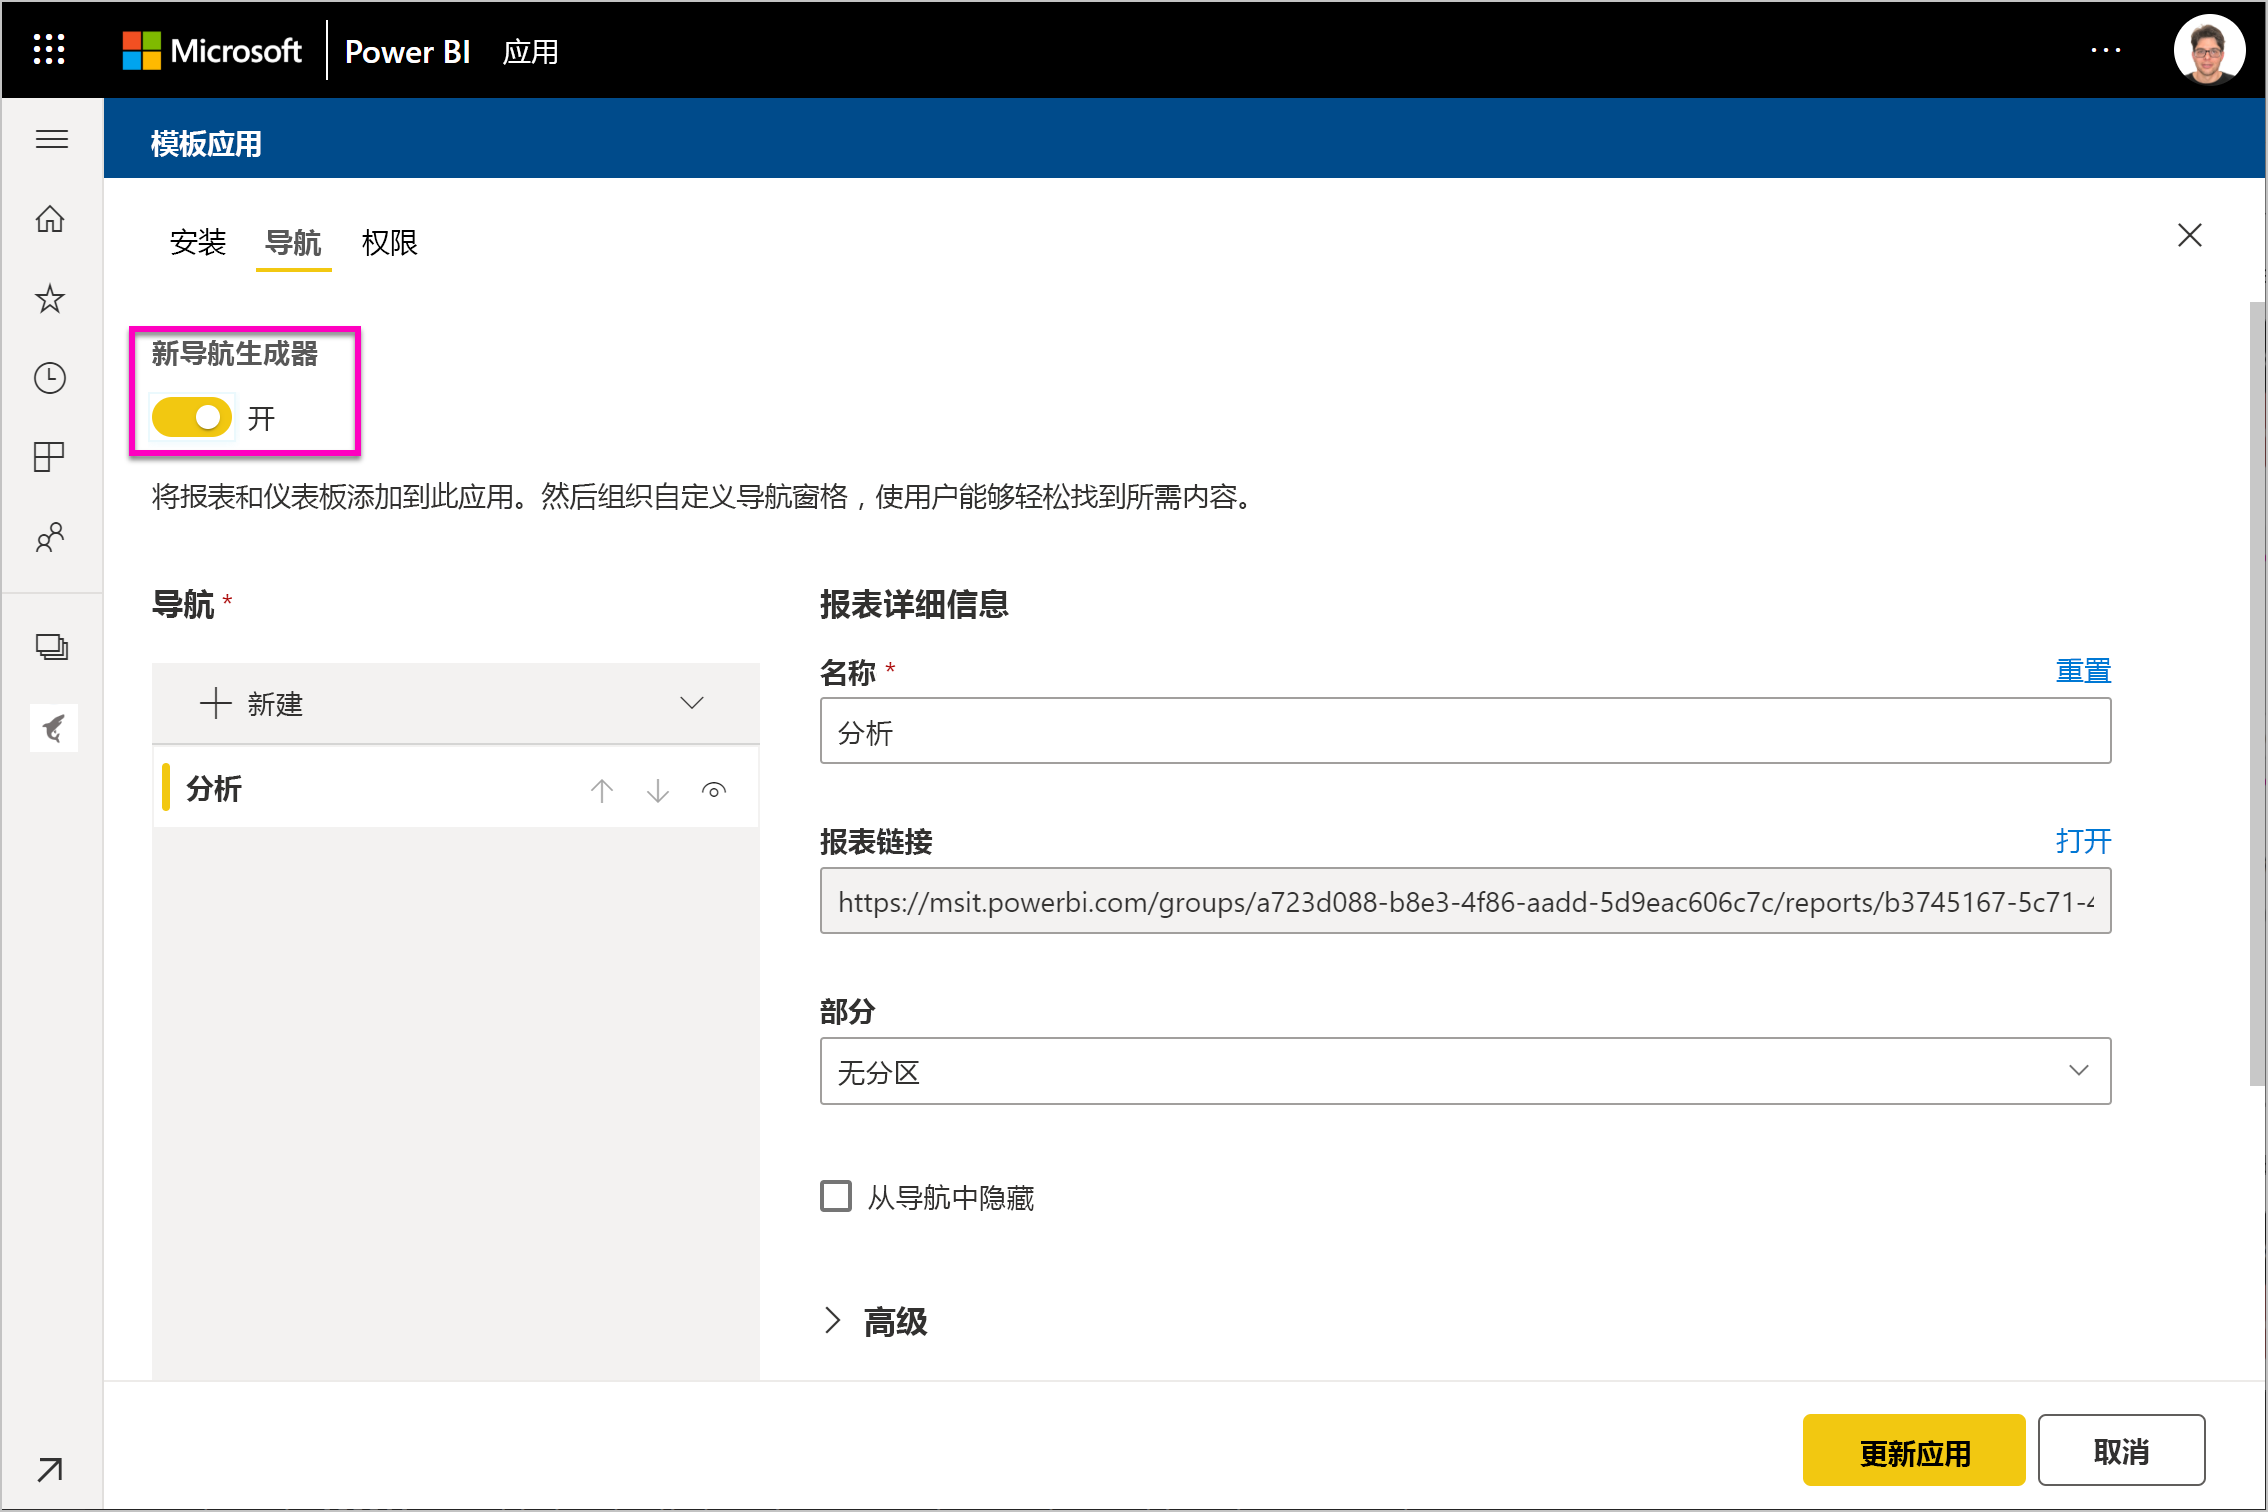 Microsoft Power BI 应用
模板应用
安装 导航 权限
新导航生成器
开
将报表和仪表板添加到此应用。然后组织自定义导航窗格，使用户能够轻松找到所需内容。
导航 *
新建
分析
报表详细信息
名称 * 重置
分析
报表链接 打开
https://msit.powerbi.com/groups/a723d088-b8e3-4f86-aadd-5d9eac606c7c/reports/b3745167-5c71-4
部分
无分区
从导航中隐藏
高级
更新应用 取消